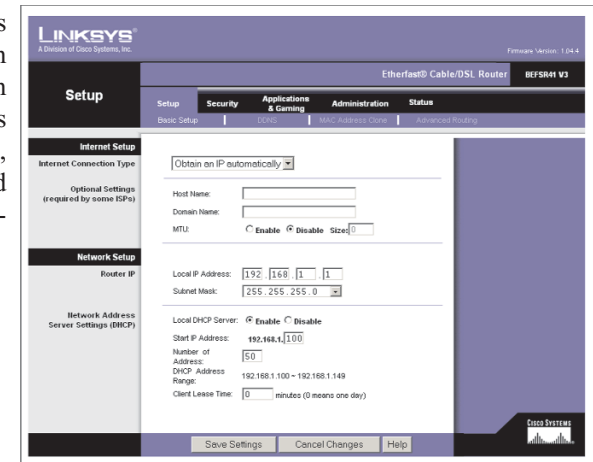 s
n
n
s
,
d
-
LINKSYS®
A Division of Cisco Systems, Inc.
Firmware Version: 1.04.4
Etherfast® Cable/DSL Router BEFSR41 V3
Setup
Setup Security Applications & Gaming Administration Status
Basic Setup | DDNS | MAC Address Clone | Advanced Routing
Internet Setup
Internet Connection Type Obtain an IP automatically
Optional Settings
(required by some ISPs)
Host Name:
Domain Name:
MTU: Enable Disable Size: 0
Network Setup
Router IP
Local IP Address: 192 . 168 . 1 . 1
Subnet Mask: 255.255.255.0
Network Address
Server Settings (DHCP)
Local DHCP Server: Enable Disable
Start IP Address: 192.168.1. 100
Number of
Address: 50
DHCP Address
Range: 192.168.1.100 ~ 192.168.1.149
Client Lease Time: 0 minutes (0 means one day)
Save Settings Cancel Changes Help
CISCO SYSTEMS